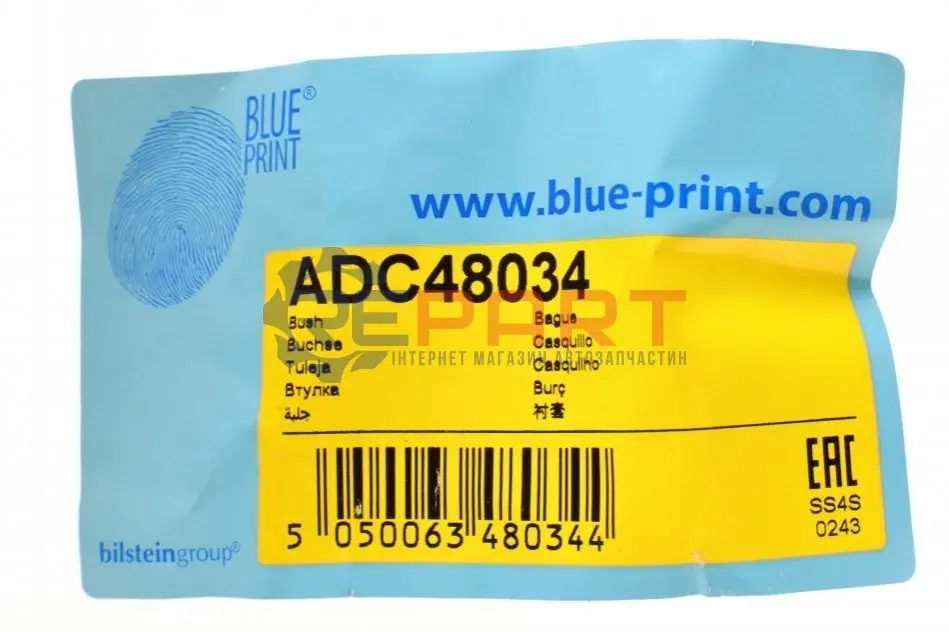 BLUE®
PRINT
www.blue-print.com
ADC48034
EPART
ІНТЕРНЕТ МАГАЗИН АВТОЗАПЧАСТИН
Bush
Buchse
Tuleja
Втулка
جلبة
Bague
Casquillo
Casquilho
Burç
衬套
EAC
SS4S
0243
5 050063 480344
bilsteingroup®